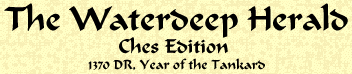 The Waterdeep Herald
Ches Edition
1370 DR, Year of the Tankard